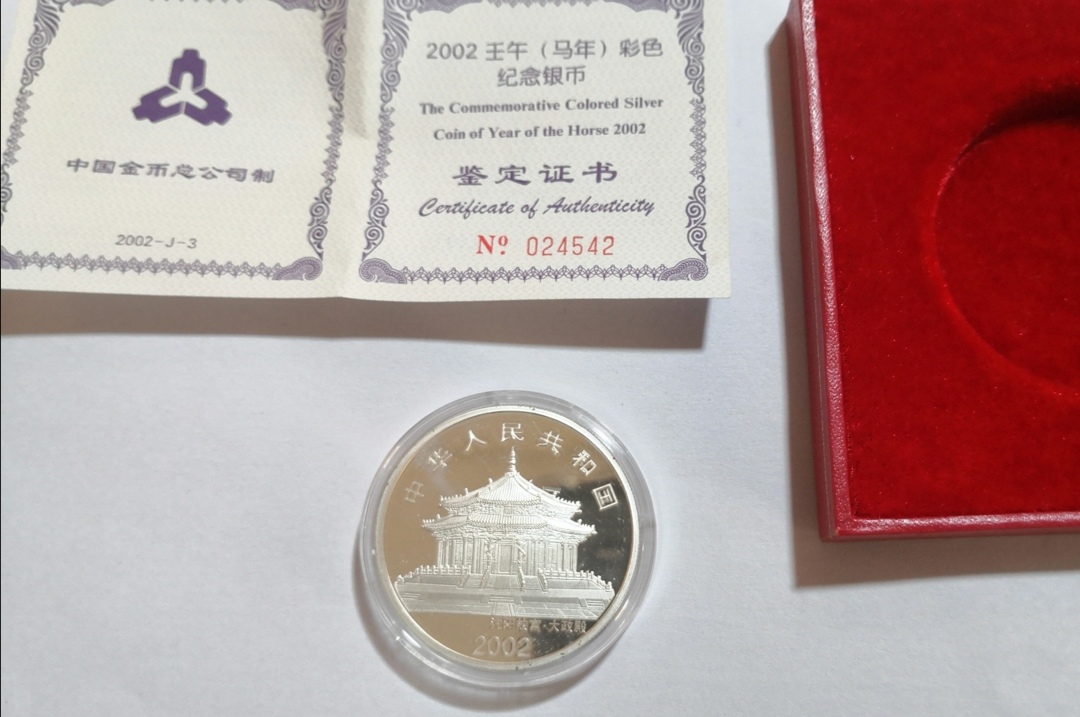 中国金币总公司制
2002-J-3
2002 壬午（马年）彩色
纪念银币
The Commemorative Colored Silver
Coin of Year of the Horse 2002
鉴定证书
Certificate of Authenticity
Nº 024542
中华人民共和国
故宫·大政殿
2002